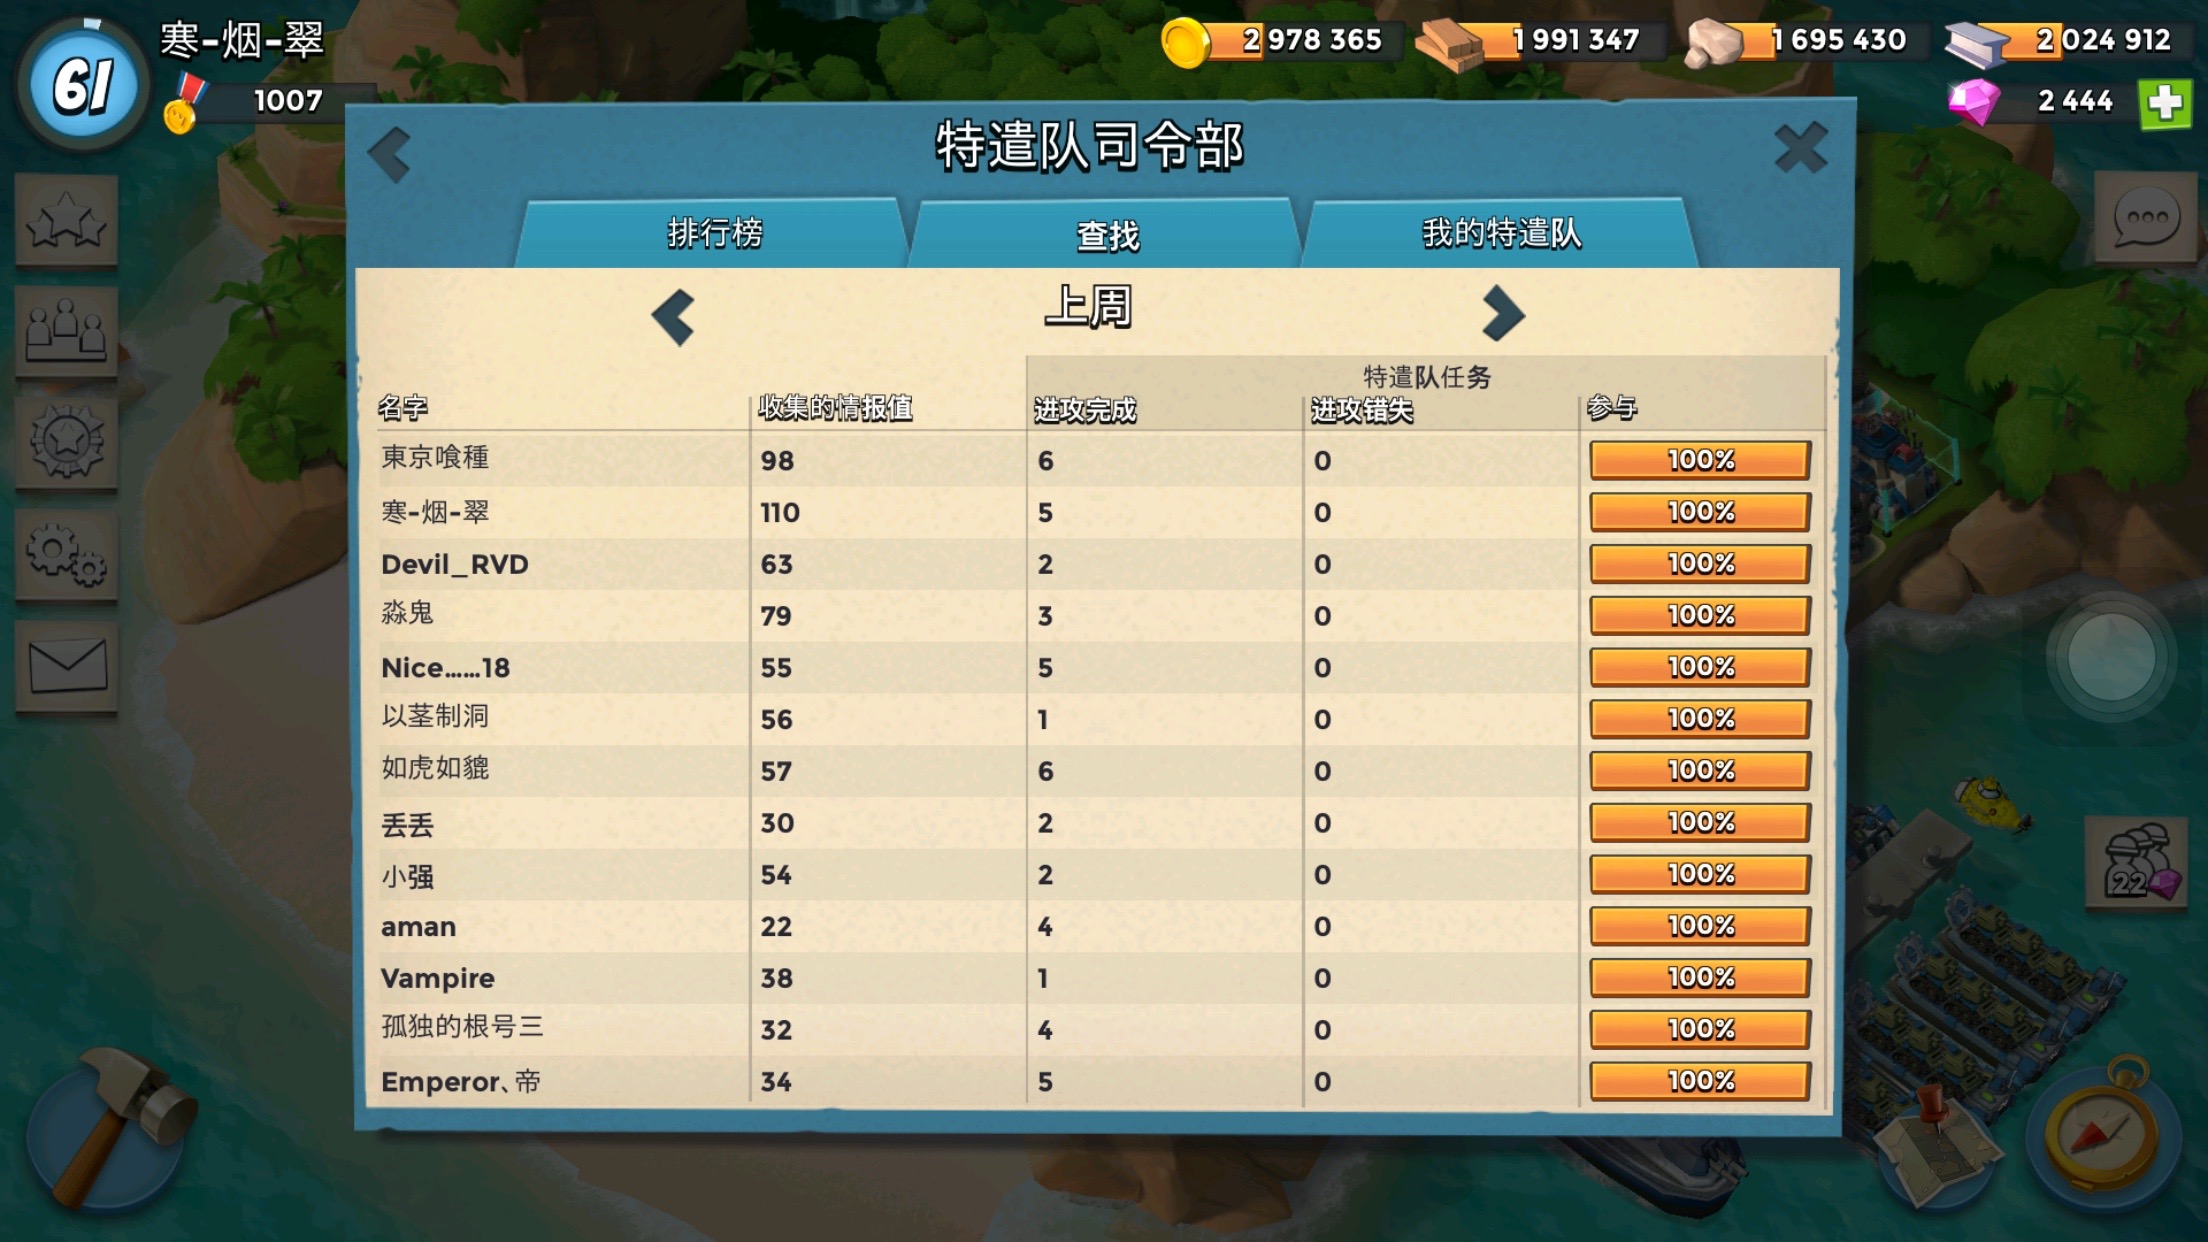 61
寒-烟-翠
1007
2 978 365
1 991 347
1 695 430
2 024 912
2 444
特遣队司令部
排行榜 查找 我的特遣队
上周
特遣队任务
名字 收集的情报值 进攻完成 进攻错失 参与
東京喰種 98 6 0 100%
寒-烟-翠 110 5 0 100%
Devil_RVD 63 2 0 100%
淼鬼 79 3 0 100%
Nice......18 55 5 0 100%
以茎制洞 56 1 0 100%
如虎如貔 57 6 0 100%
丢丢 30 2 0 100%
小强 54 2 0 100%
aman 22 4 0 100%
Vampire 38 1 0 100%
孤独的根号三 32 4 0 100%
Emperor、帝 34 5 0 100%
22